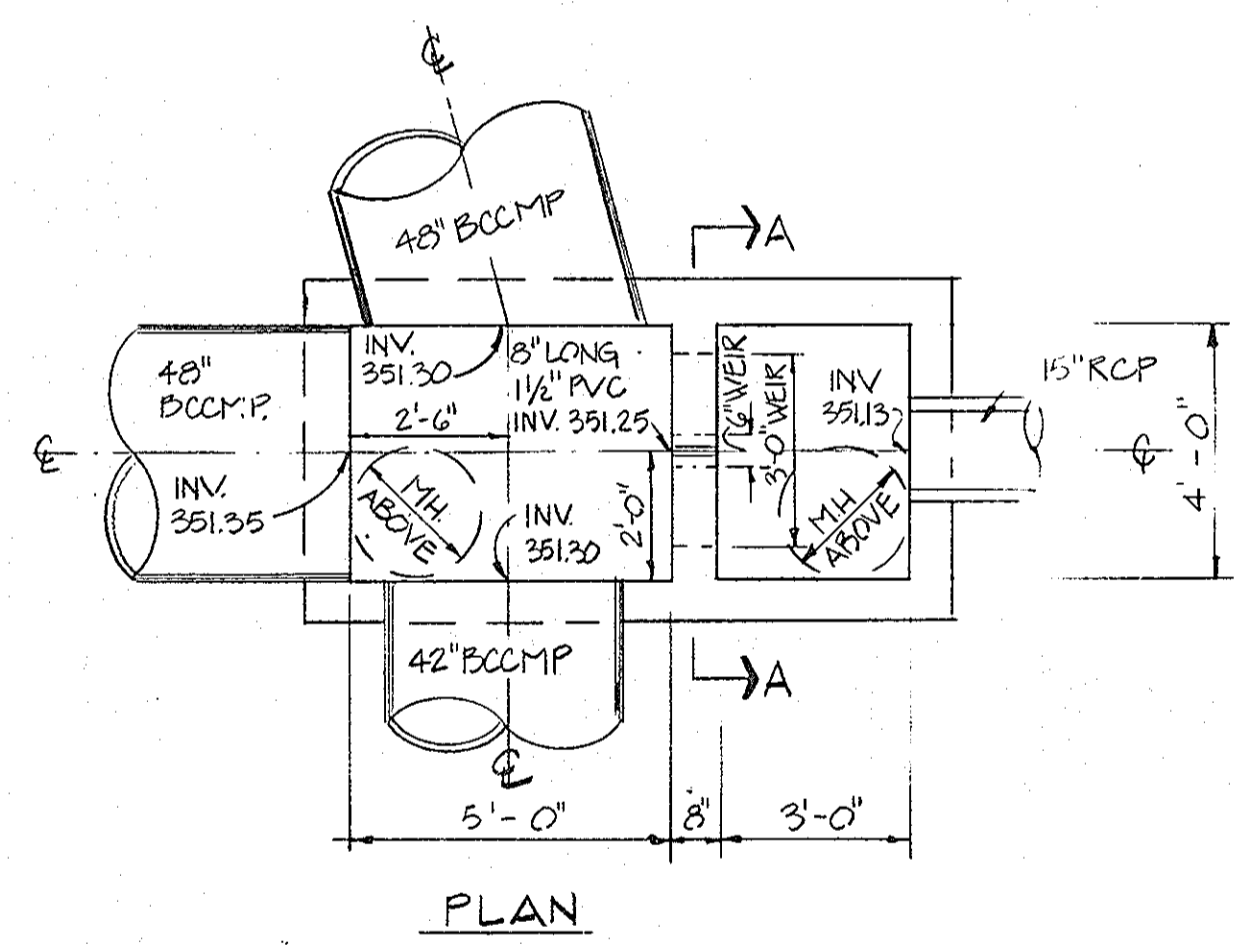 ℄
48" BCCMP
A
INV.
351.30
8" LONG
1½" PVC
INV. 351.25
6" WEIR
3'-0" WEIR
INV
351.13
15" RCP
48"
BCCM.P.
2'-6"
℄
℄
4'-0"
INV.
351.35
M.H.
ABOVE
INV.
351.30
2'-0"
M.H
ABOVE
42" BCCMP
A
℄
5'-0"
8"
3'-0"
PLAN